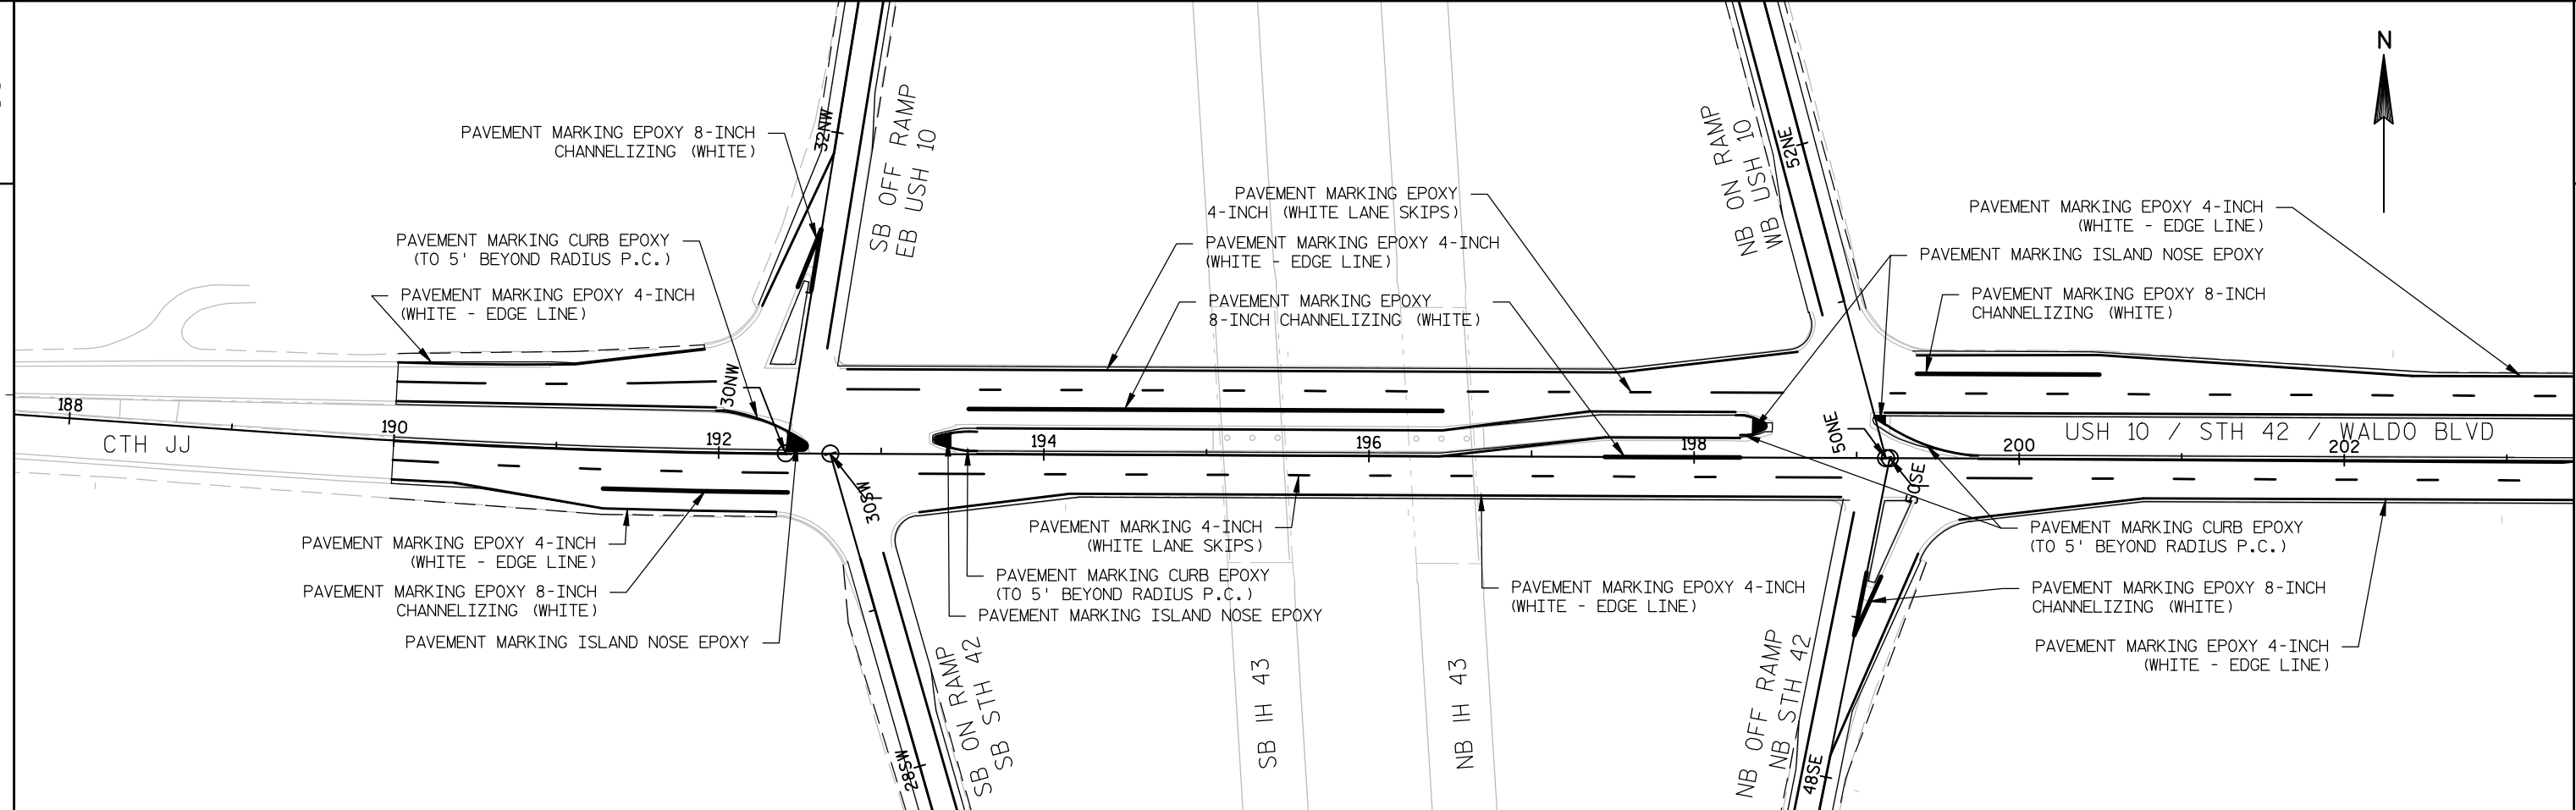 N
PAVEMENT MARKING EPOXY 8-INCH
CHANNELIZING (WHITE)
32NW
SB OFF RAMP
EB USH 10
NB ON RAMP
WB USH 10
52NE
PAVEMENT MARKING EPOXY
4-INCH (WHITE LANE SKIPS)
PAVEMENT MARKING EPOXY 4-INCH
(WHITE - EDGE LINE)
PAVEMENT MARKING CURB EPOXY
(TO 5' BEYOND RADIUS P.C.)
PAVEMENT MARKING EPOXY 4-INCH
(WHITE - EDGE LINE)
PAVEMENT MARKING ISLAND NOSE EPOXY
PAVEMENT MARKING EPOXY 4-INCH
(WHITE - EDGE LINE)
PAVEMENT MARKING EPOXY
8-INCH CHANNELIZING (WHITE)
PAVEMENT MARKING EPOXY 8-INCH
CHANNELIZING (WHITE)
30NW
188
190
192
194
196
198
50NE
200
202
CTH JJ
USH 10 / STH 42 / WALDO BLVD
30SW
50SE
PAVEMENT MARKING EPOXY 4-INCH
(WHITE - EDGE LINE)
PAVEMENT MARKING EPOXY 8-INCH
CHANNELIZING (WHITE)
PAVEMENT MARKING ISLAND NOSE EPOXY
PAVEMENT MARKING 4-INCH
(WHITE LANE SKIPS)
PAVEMENT MARKING CURB EPOXY
(TO 5' BEYOND RADIUS P.C.)
PAVEMENT MARKING ISLAND NOSE EPOXY
PAVEMENT MARKING EPOXY 4-INCH
(WHITE - EDGE LINE)
PAVEMENT MARKING CURB EPOXY
(TO 5' BEYOND RADIUS P.C.)
PAVEMENT MARKING EPOXY 8-INCH
CHANNELIZING (WHITE)
PAVEMENT MARKING EPOXY 4-INCH
(WHITE - EDGE LINE)
28SW
SB ON RAMP
SB STH 42
SB IH 43
NB IH 43
NB OFF RAMP
NB STH 42
48SE